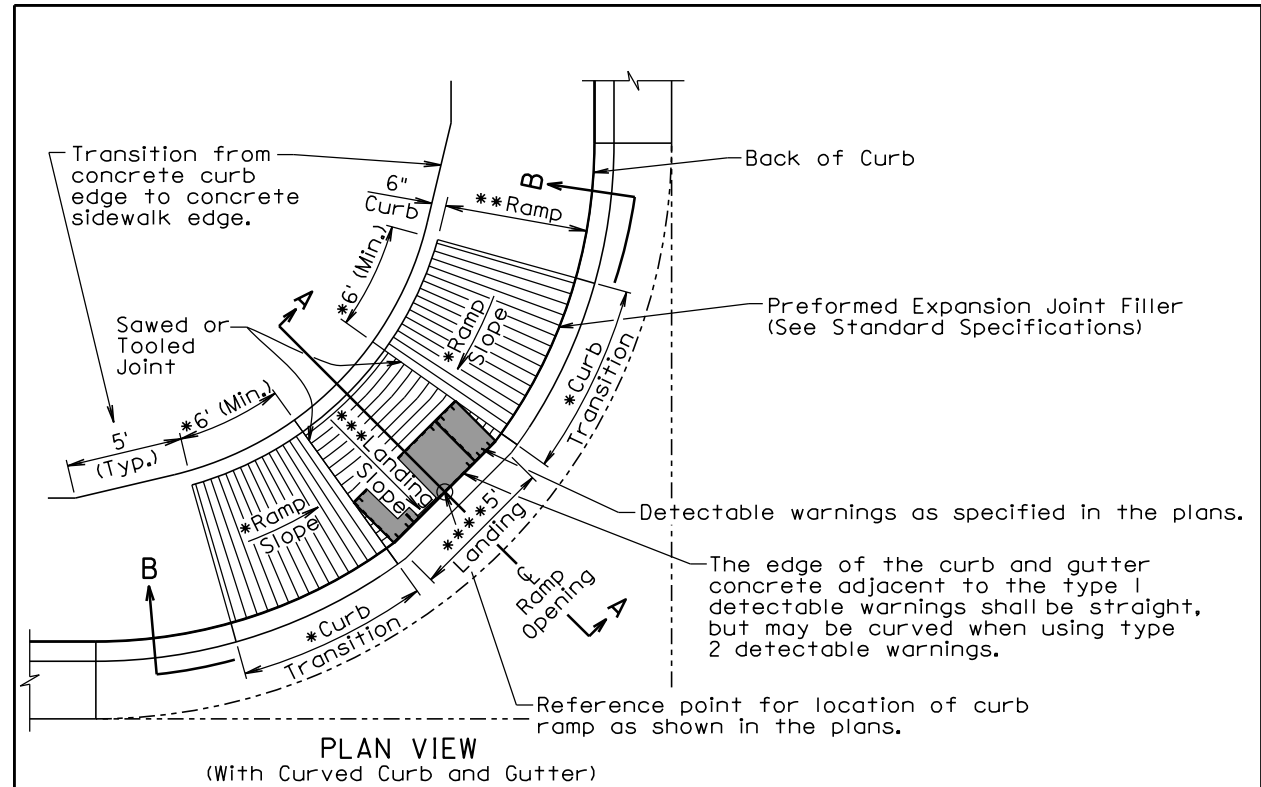 Transition from
concrete curb
edge to concrete
sidewalk edge.
6"
Curb
**Ramp
B
Back of Curb
*6' (Min.)
A
Sawed or
Tooled
Joint
*Ramp
Slope
Preformed Expansion Joint Filler
(See Standard Specifications)
*Curb
Transition
5'
(Typ.)
*6' (Min.)
***Landing
Slope
*Ramp
Slope
Detectable warnings as specified in the plans.
****5'
Landing
The edge of the curb and gutter
concrete adjacent to the type 1
detectable warnings shall be straight,
but may be curved when using type
2 detectable warnings.
℄
Ramp
Opening
A
B
*Curb
Transition
Reference point for location of curb
ramp as shown in the plans.
PLAN VIEW
(With Curved Curb and Gutter)